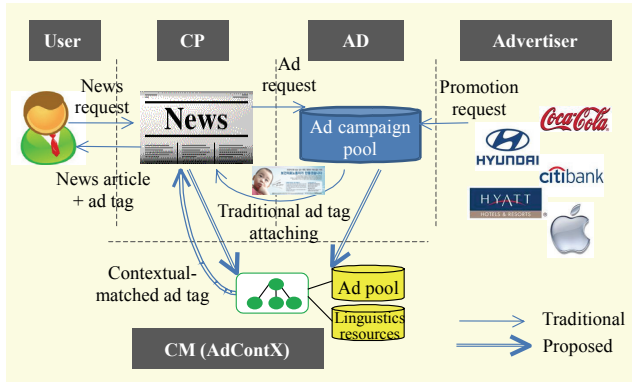 User
CP
AD
Advertiser
News
request
Ad
request
Promotion
request
News
Ad campaign
pool
Coca-Cola
HYUNDAI
citibank
HYATT
HOTELS & RESORTS
News article
+ ad tag
Traditional ad tag
attaching
Contextual-
matched ad tag
Ad pool
Linguistics
resources
CM (AdContX)
Traditional
Proposed